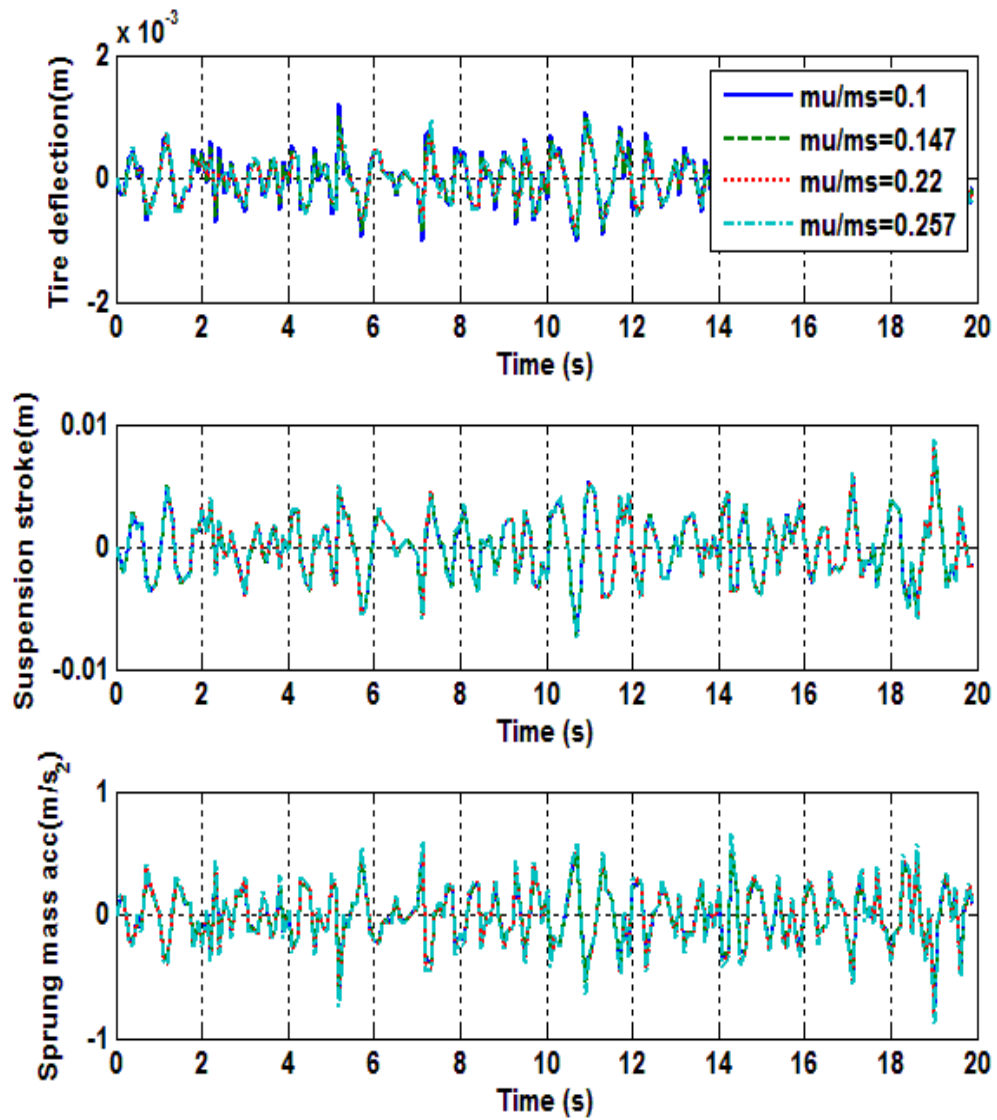 x 10-3
2
0
-2
Tire deflection(m)
mu/ms=0.1
mu/ms=0.147
mu/ms=0.22
mu/ms=0.257
0 2 4 6 8 10 12 14 16 18 20
Time (s)
0.01
0
-0.01
Suspension stroke(m)
0 2 4 6 8 10 12 14 16 18 20
Time (s)
1
0
-1
Sprung mass acc(m/s2)
0 2 4 6 8 10 12 14 16 18 20
Time (s)